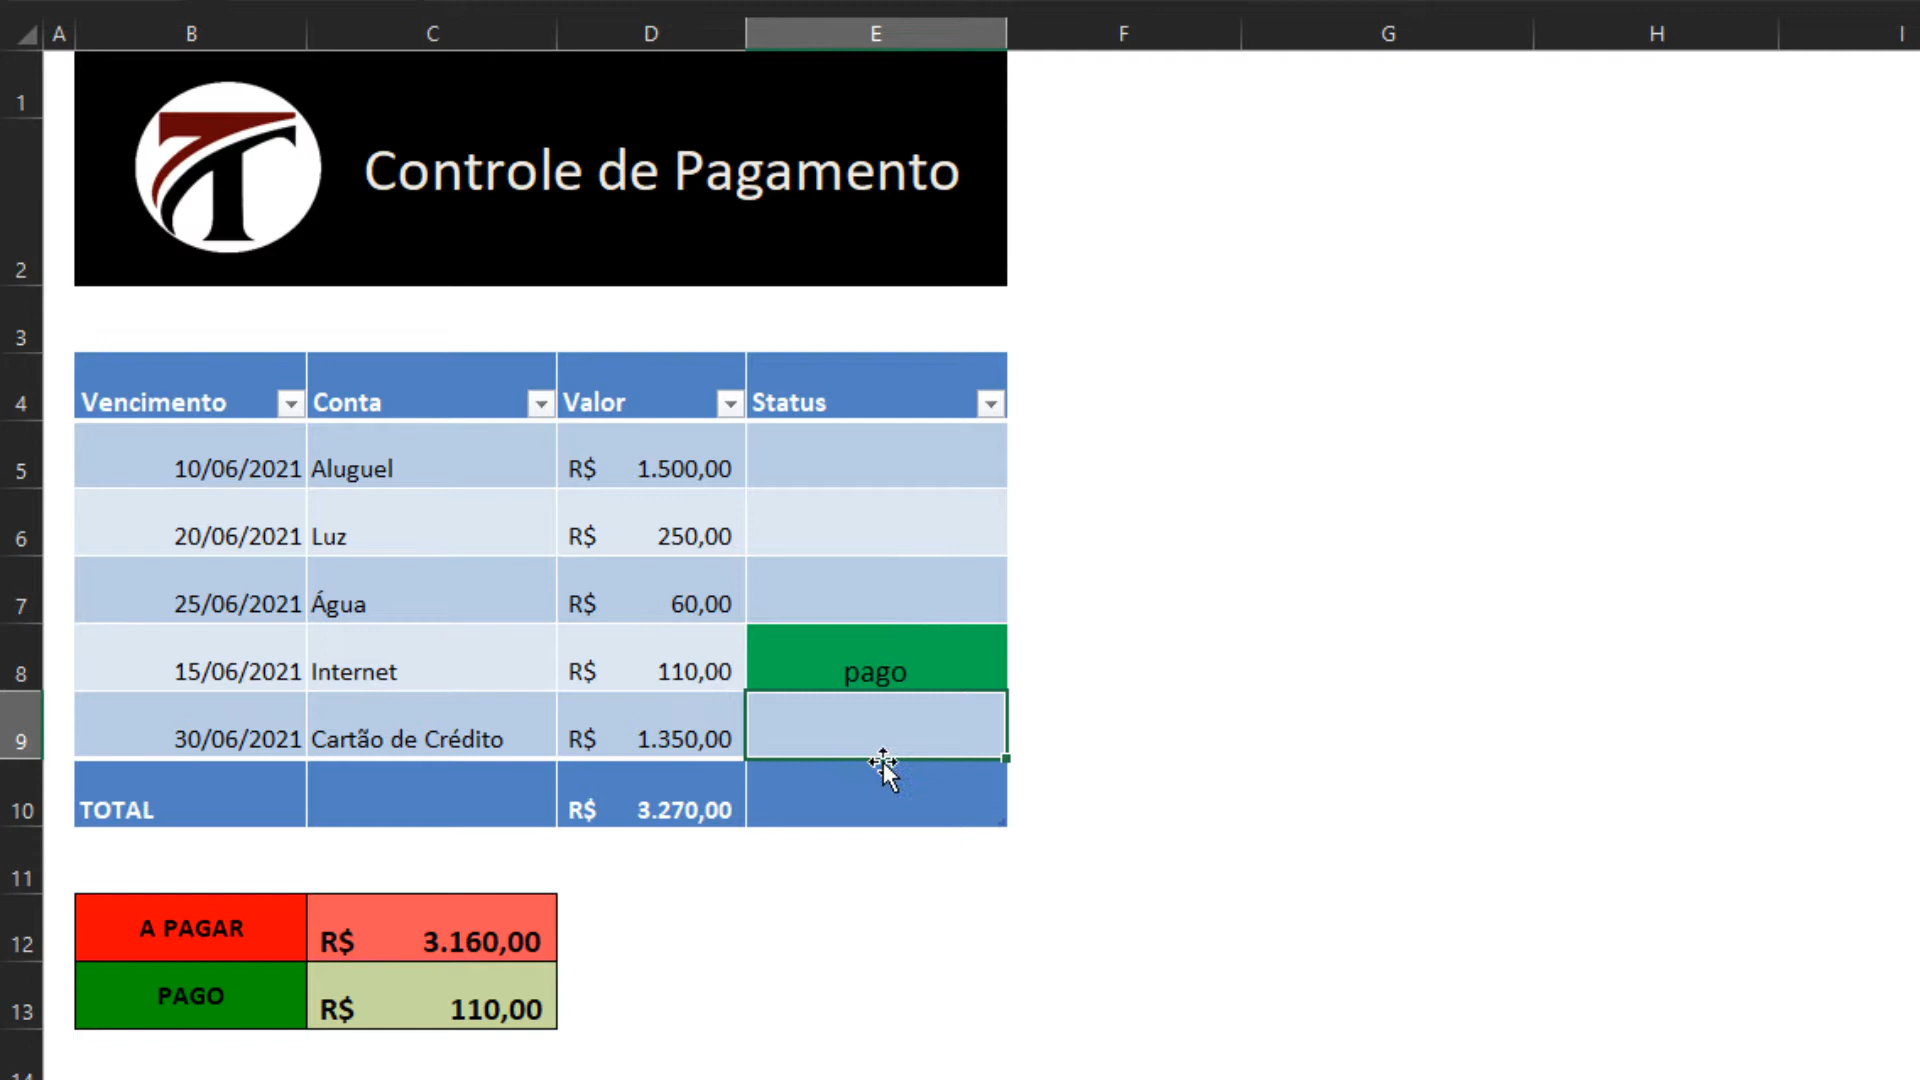 A B C D E F G H I
1
Controle de Pagamento
2
3
4 Vencimento Conta Valor Status
5 10/06/2021 Aluguel R$ 1.500,00
6 20/06/2021 Luz R$ 250,00
7 25/06/2021 Água R$ 60,00
8 15/06/2021 Internet R$ 110,00 pago
9 30/06/2021 Cartão de Crédito R$ 1.350,00
10 TOTAL R$ 3.270,00
11
12 A PAGAR R$ 3.160,00
13 PAGO R$ 110,00
14